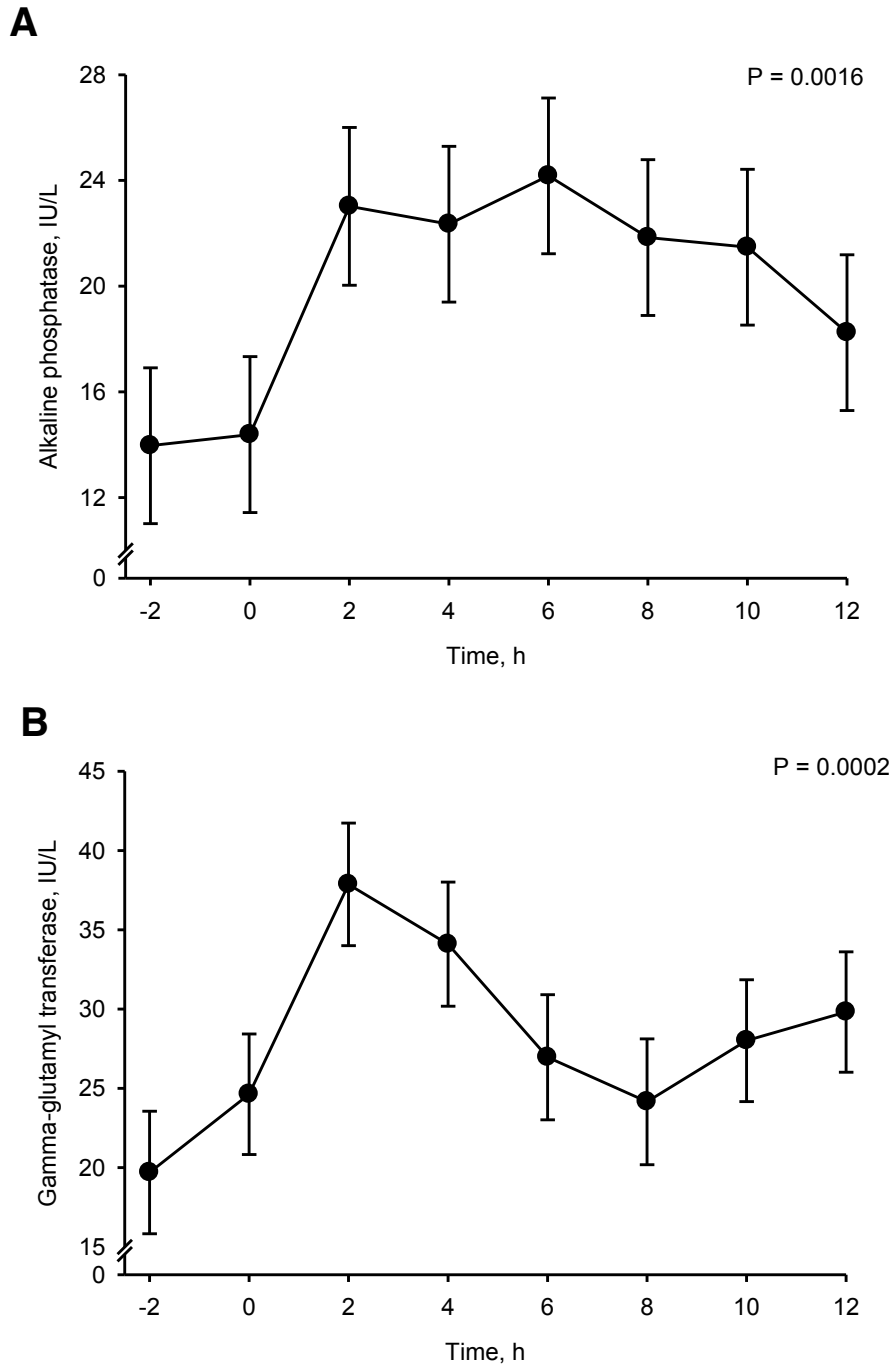 A
P = 0.0016
Alkaline phosphatase, IU/L
28
24
20
16
12
0
-2 0 2 4 6 8 10 12
Time, h
B
P = 0.0002
Gamma-glutamyl transferase, IU/L
45
40
35
30
25
20
15
0
-2 0 2 4 6 8 10 12
Time, h